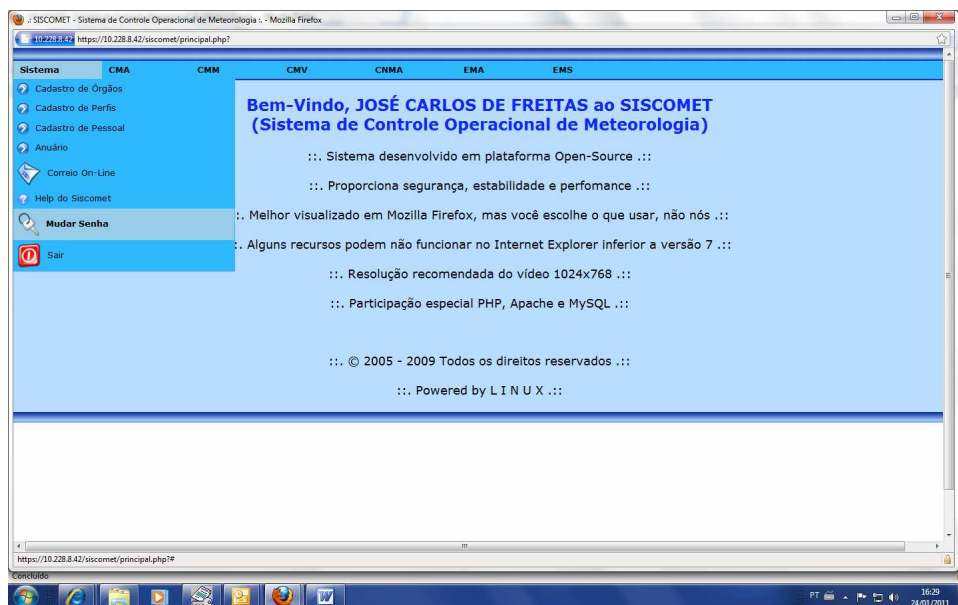 .: SISCOMET - Sistema de Controle Operacional de Meteorologia :. - Mozilla Firefox
10.228.8.42 https://10.228.8.42/siscomet/principal.php?
Sistema CMA CMM CMV CNMA EMA EMS
Cadastro de Órgãos
Cadastro de Perfis
Cadastro de Pessoal
Anuário
Correio On-Line
Help do Siscomet
Mudar Senha
Sair
Bem-Vindo, JOSÉ CARLOS DE FREITAS ao SISCOMET
(Sistema de Controle Operacional de Meteorologia)
::. Sistema desenvolvido em plataforma Open-Source .::
::. Proporciona segurança, estabilidade e perfomance .::
:. Melhor visualizado em Mozilla Firefox, mas você escolhe o que usar, não nós .::
:. Alguns recursos podem não funcionar no Internet Explorer inferior a versão 7 .::
::. Resolução recomendada do vídeo 1024x768 .::
::. Participação especial PHP, Apache e MySQL .::
::. © 2005 - 2009 Todos os direitos reservados .::
::. Powered by L I N U X .::
https://10.228.8.42/siscomet/principal.php?#
Concluído
PT 16:29
24/01/2011